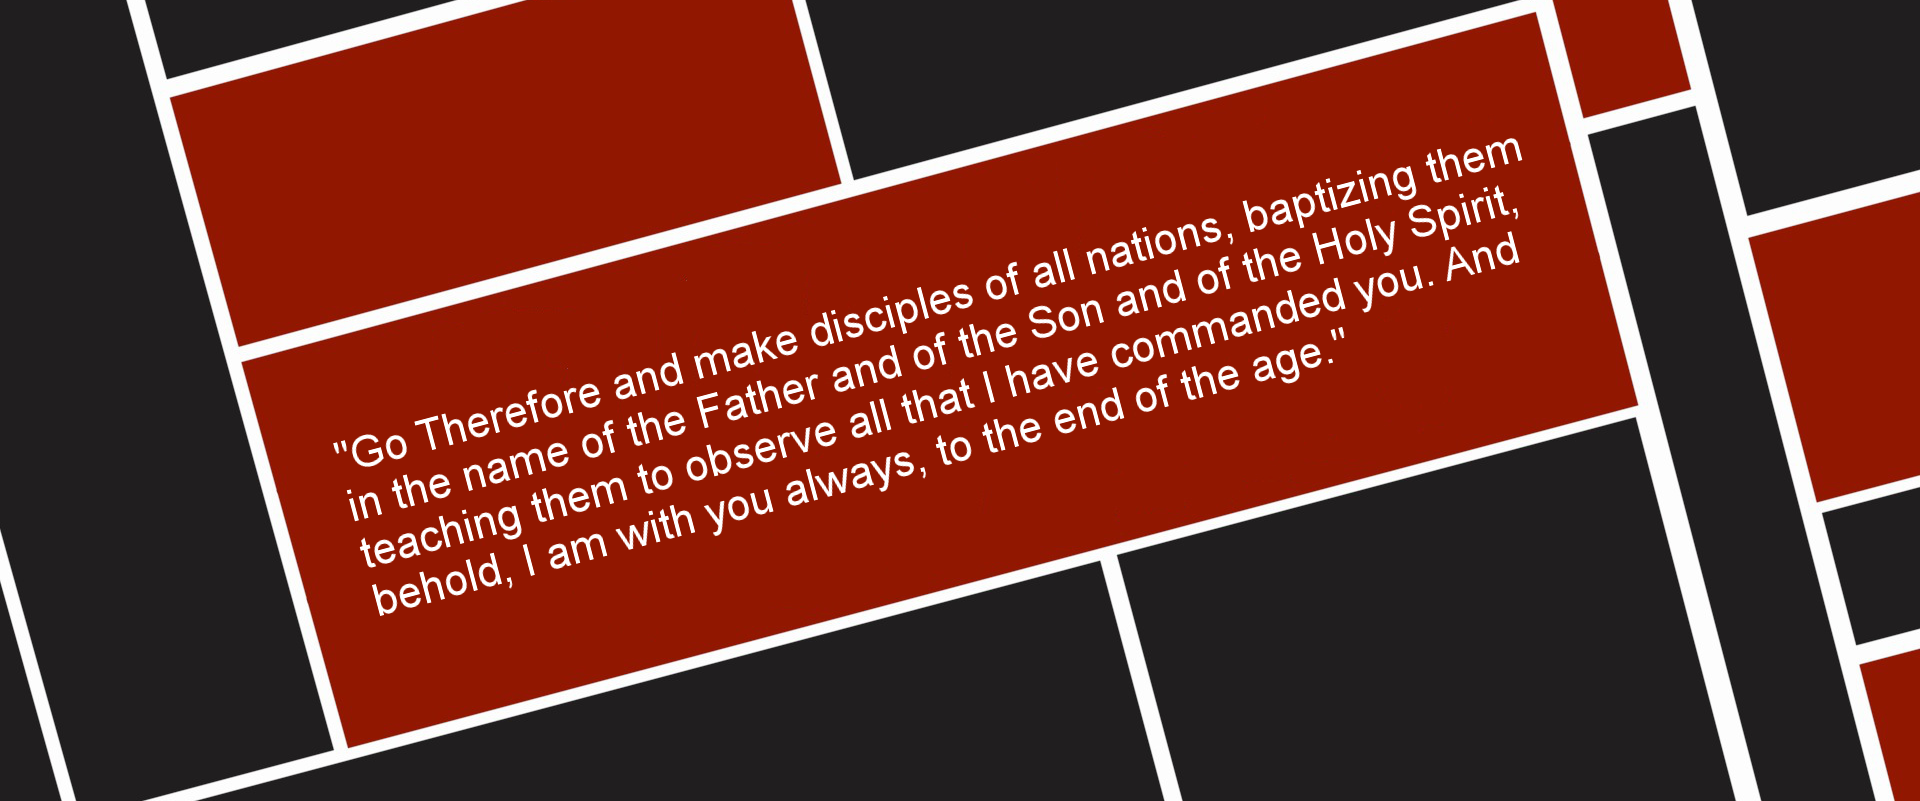 "Go Therefore and make disciples of all nations, baptizing them
in the name of the Father and of the Son and of the Holy Spirit,
teaching them to observe all that I have commanded you. And
behold, I am with you always, to the end of the age."